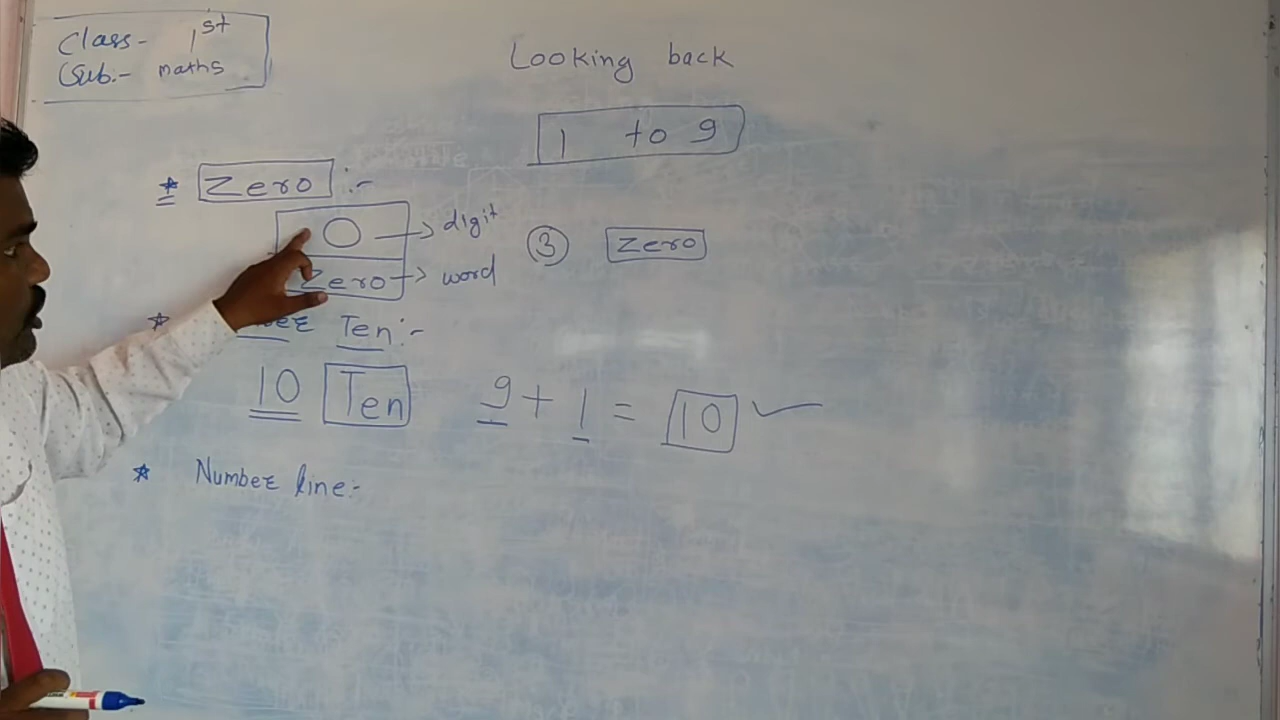 Class- 1st
Sub:- maths
Looking back
1 to 9
* Zero :-
0 → digit
Zero → word
③ Zero
* Ten:-
10 Ten 9 + 1 = 10 ✓
* Number line:-